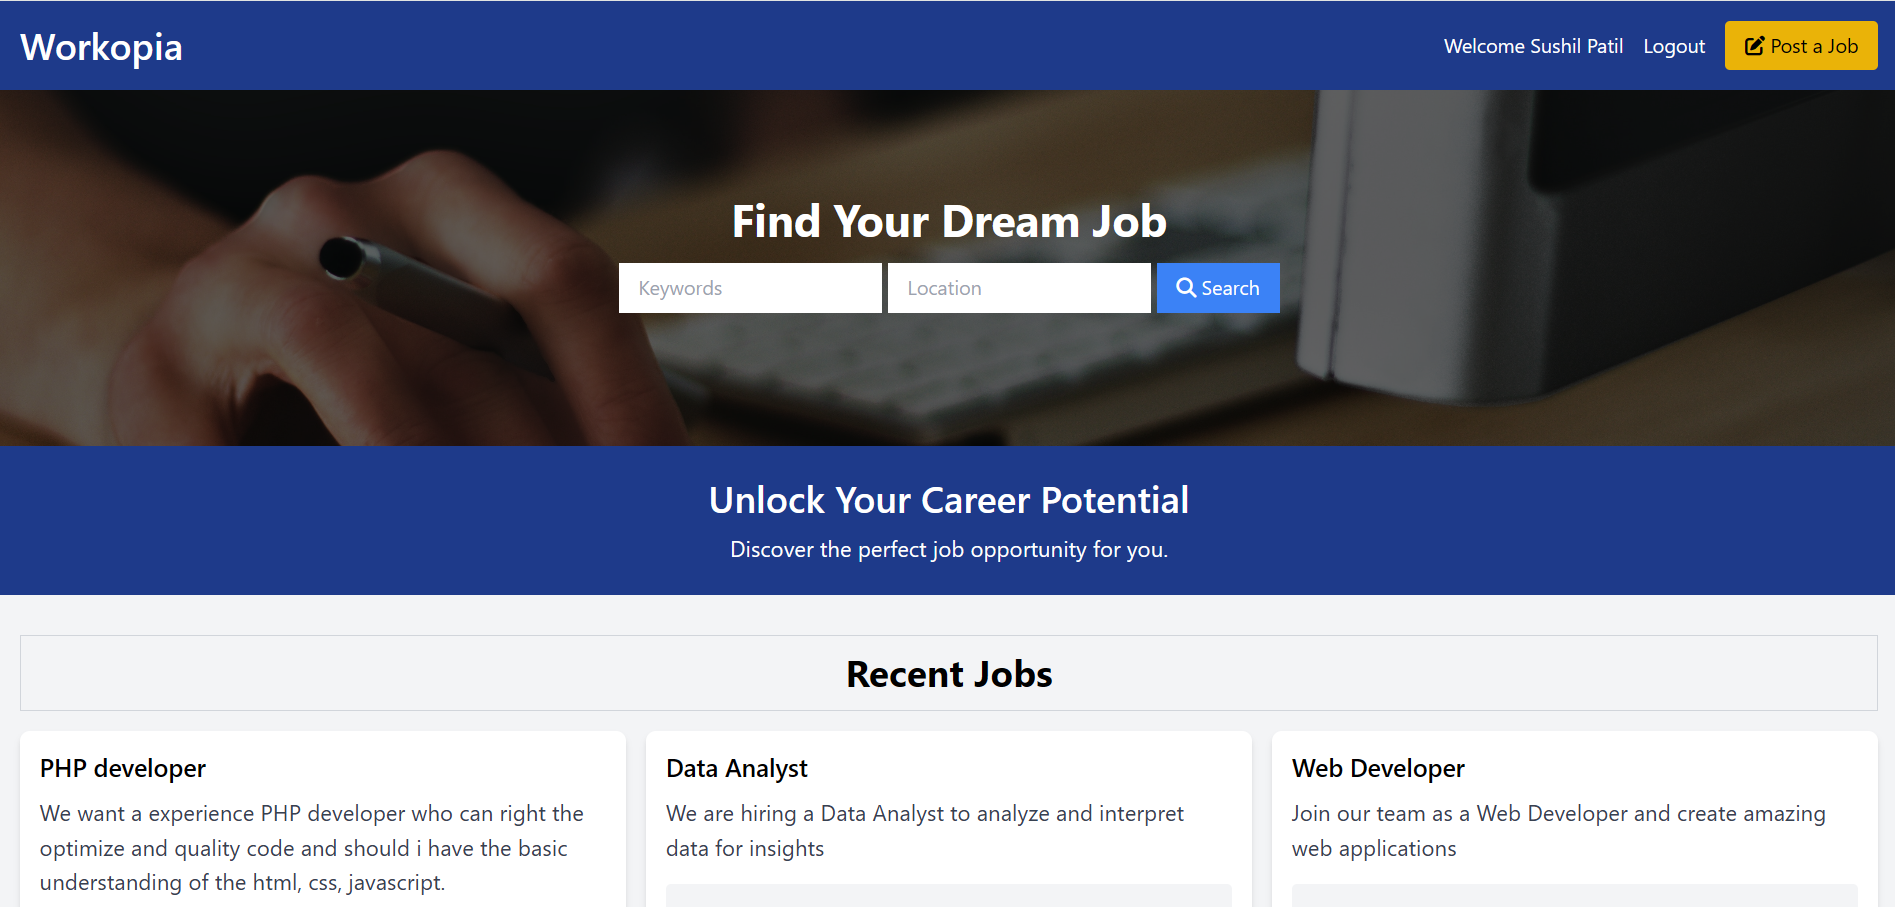 Workopia
Welcome Sushil Patil Logout Post a Job
Find Your Dream Job
Keywords Location Search
Unlock Your Career Potential
Discover the perfect job opportunity for you.
Recent Jobs
PHP developer
We want a experience PHP developer who can right the
optimize and quality code and should i have the basic
understanding of the html, css, javascript.
Data Analyst
We are hiring a Data Analyst to analyze and interpret
data for insights
Web Developer
Join our team as a Web Developer and create amazing
web applications